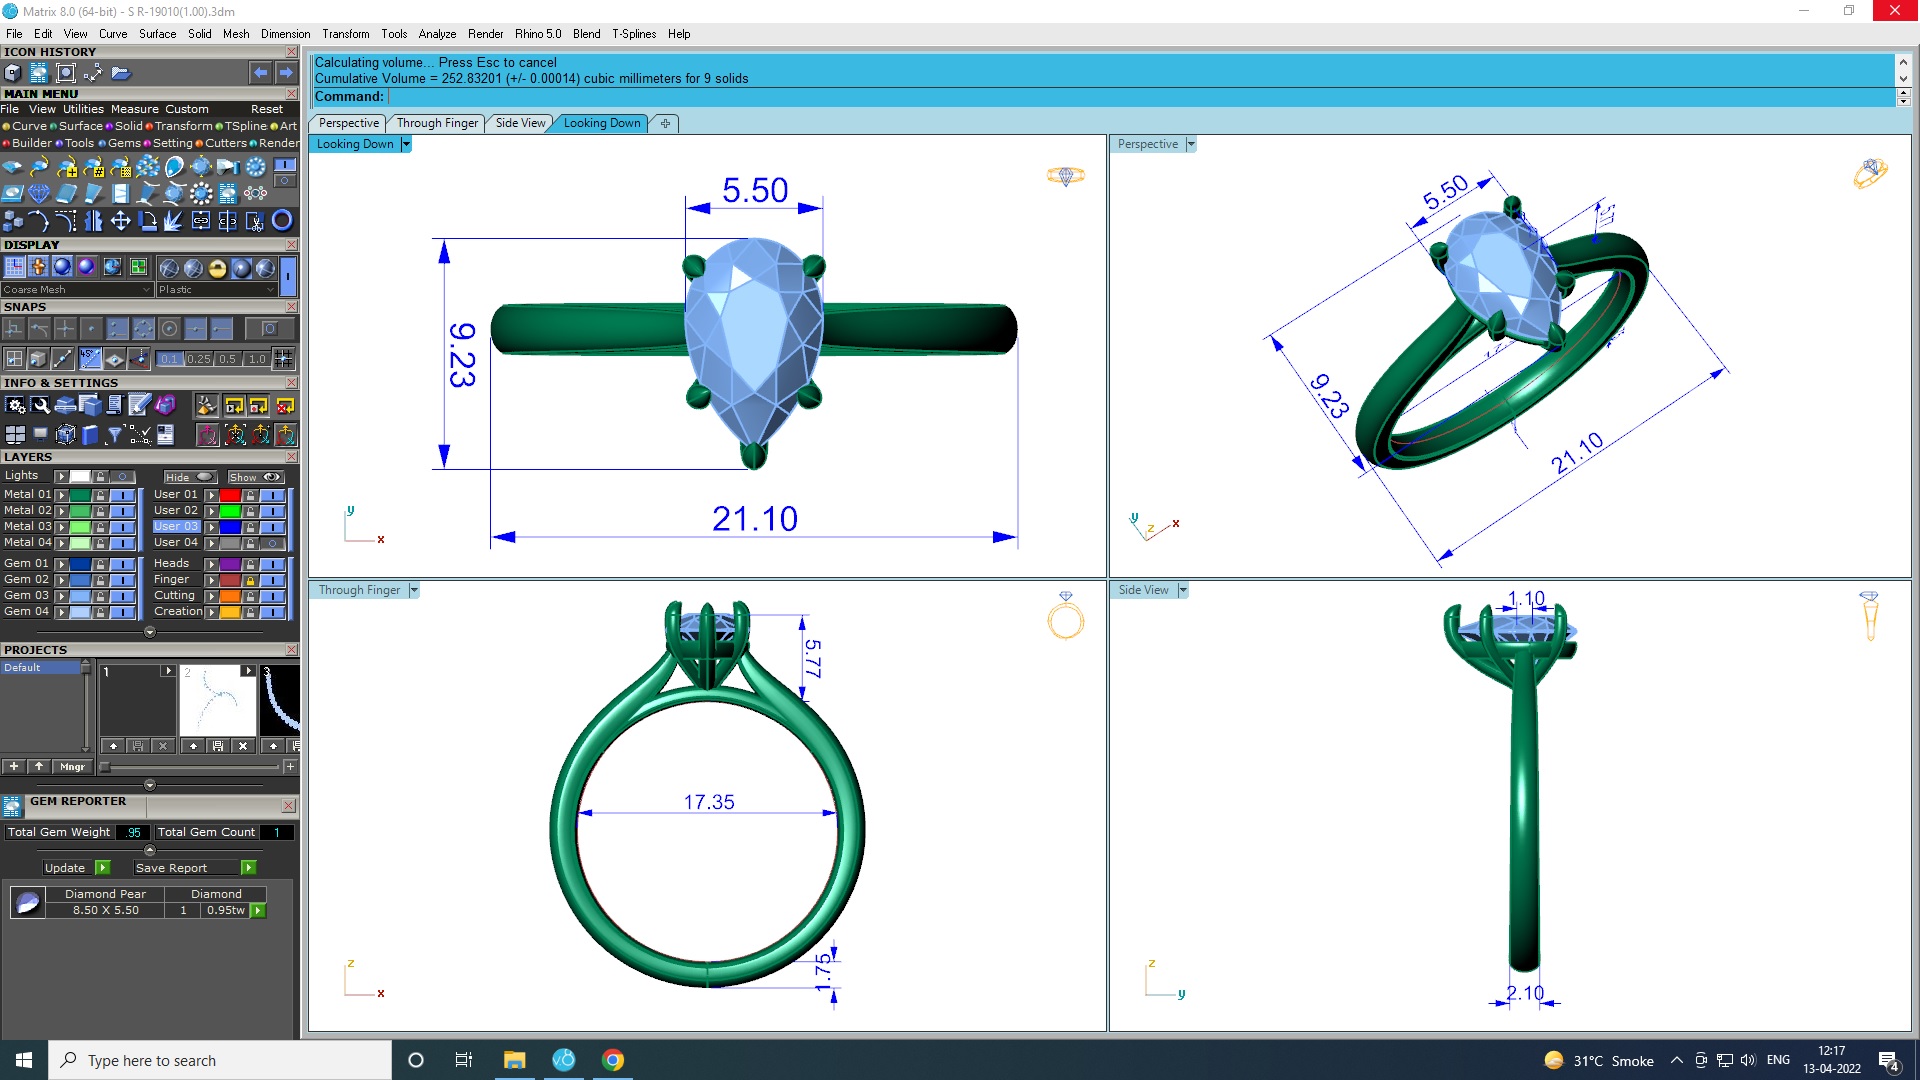 Matrix 8.0 (64-bit) - S R-19010(1.00).3dm
File Edit View Curve Surface Solid Mesh Dimension Transform Tools Analyze Render Rhino 5.0 Blend T-Splines Help
ICON HISTORY
MAIN MENU
File View Utilities Measure Custom Reset
Curve Surface Solid Transform TSpline Art
Builder Tools Gems Setting Cutters Render
DISPLAY
Coarse Mesh Plastic
SNAPS
45° 0.1 0.25 0.5 1.0
INFO & SETTINGS
LAYERS
Lights Hide Show
Metal 01 User 01
Metal 02 User 02
Metal 03 User 03
Metal 04 User 04
Gem 01 Heads
Gem 02 Finger
Gem 03 Cutting
Gem 04 Creation
PROJECTS
Default
1 2 3
Mngr
GEM REPORTER
Total Gem Weight .95 Total Gem Count 1
Update Save Report
Diamond Pear Diamond
8.50 X 5.50 1 0.95tw
Calculating volume... Press Esc to cancel
Cumulative Volume = 252.83201 (+/- 0.00014) cubic millimeters for 9 solids
Command:
Perspective Through Finger Side View Looking Down
Looking Down
5.50
9.23
21.10
y
x
Perspective
5.50
9.23
21.10
y z x
Through Finger
5.77
17.35
1.75
z
x
Side View
1.10
2.10
z
y
Type here to search
31°C Smoke
ENG
12:17
13-04-2022
4